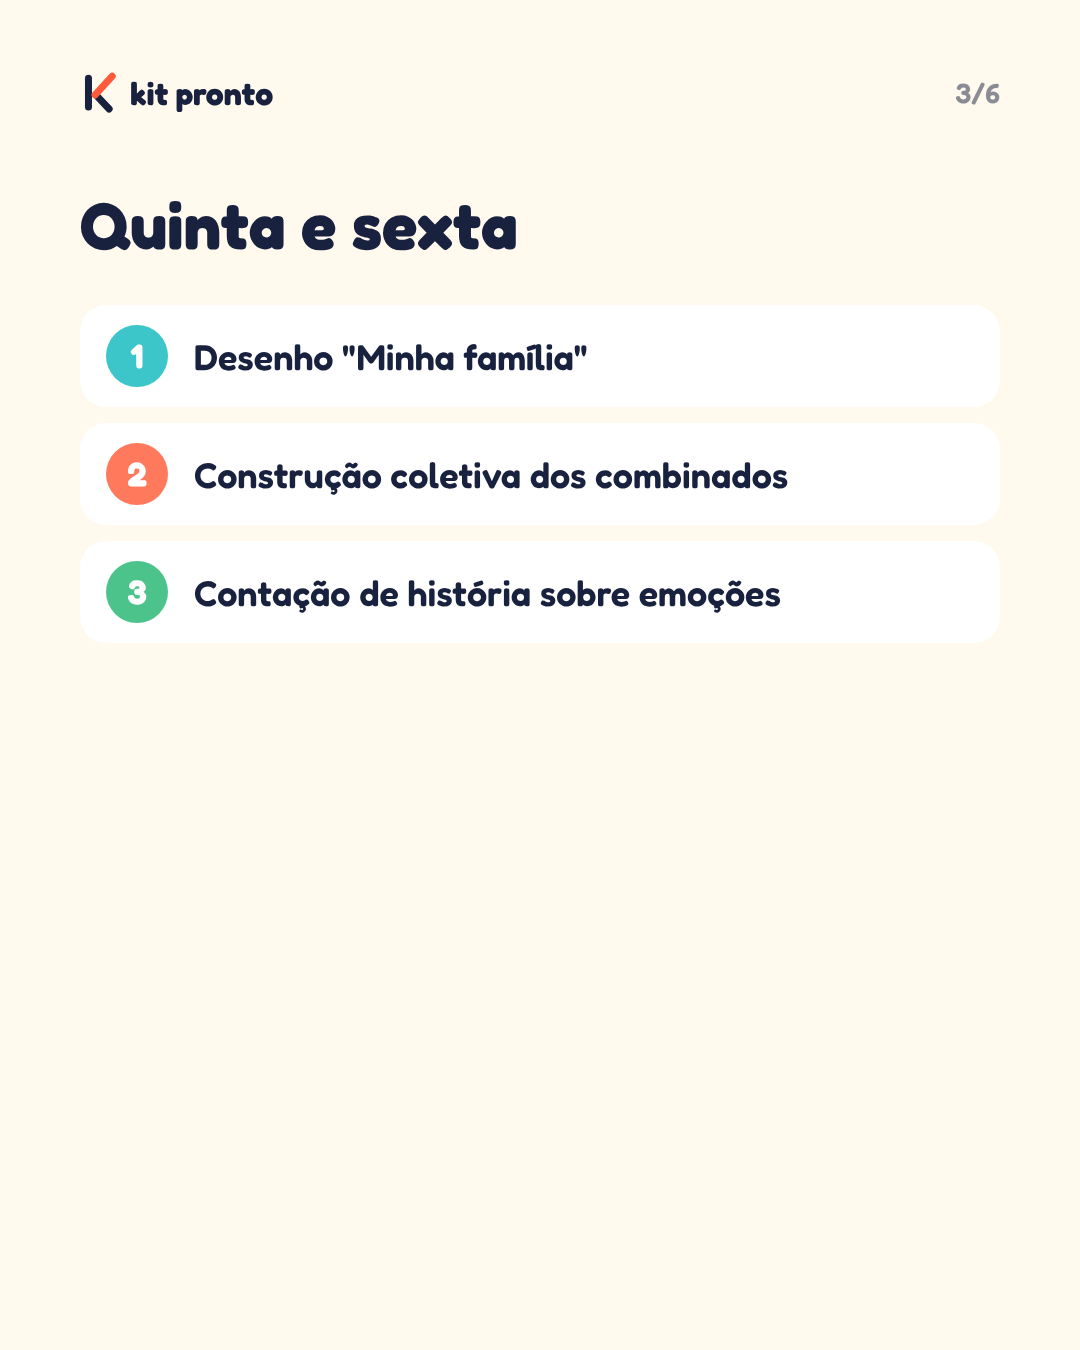 kit pronto
3/6
Quinta e sexta
1 Desenho "Minha família"
2 Construção coletiva dos combinados
3 Contação de história sobre emoções